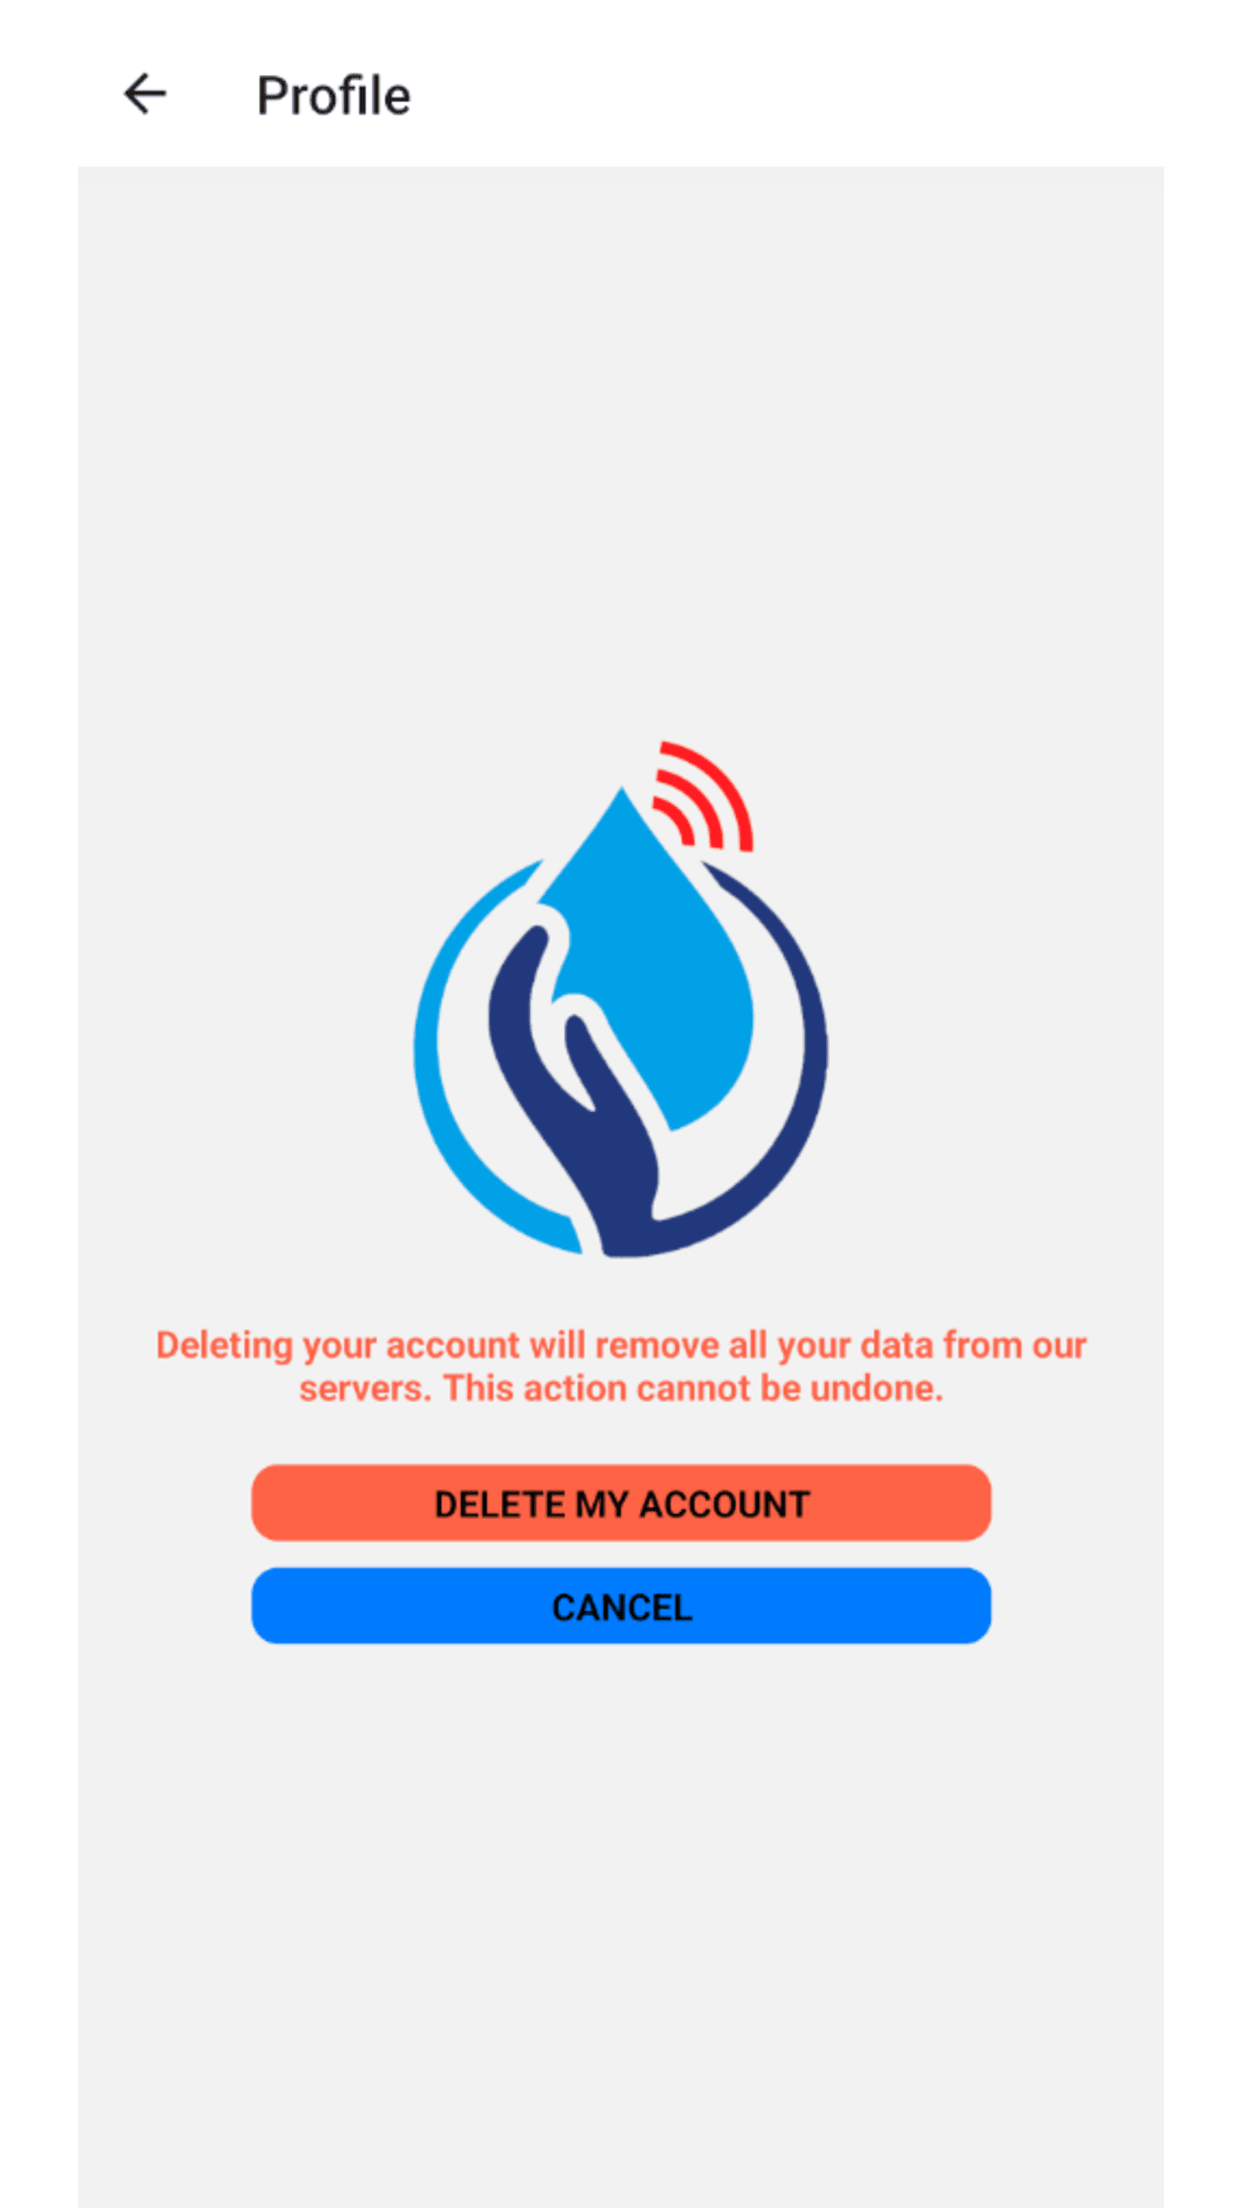 Profile
Deleting your account will remove all your data from our
servers. This action cannot be undone.
DELETE MY ACCOUNT
CANCEL